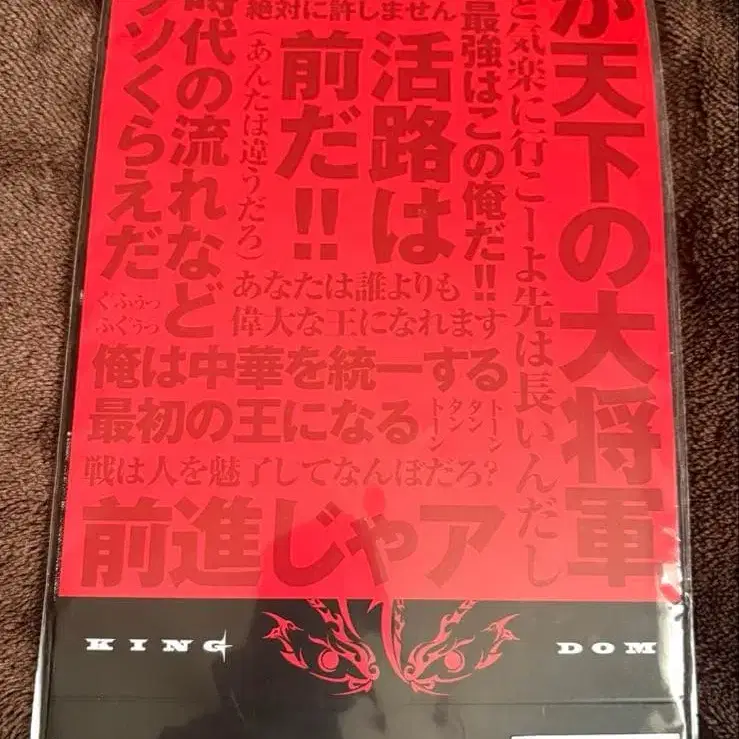 が天下の大将軍
と気楽に行こーよ先は長いんだし
最強はこの俺だ!!
絶対に許しません
活路は
前だ!!
(あんたは違うだろ)
時代の流れなど
クソくらえだ
ぐふぅっ
ふぐぅっ
あなたは誰よりも
偉大な王になれます
俺は中華を統一する
最初の王になる
トーン
タン
タン
トーン
戦は人を魅了してなんぼだろ?
前進じゃア
KING DOM